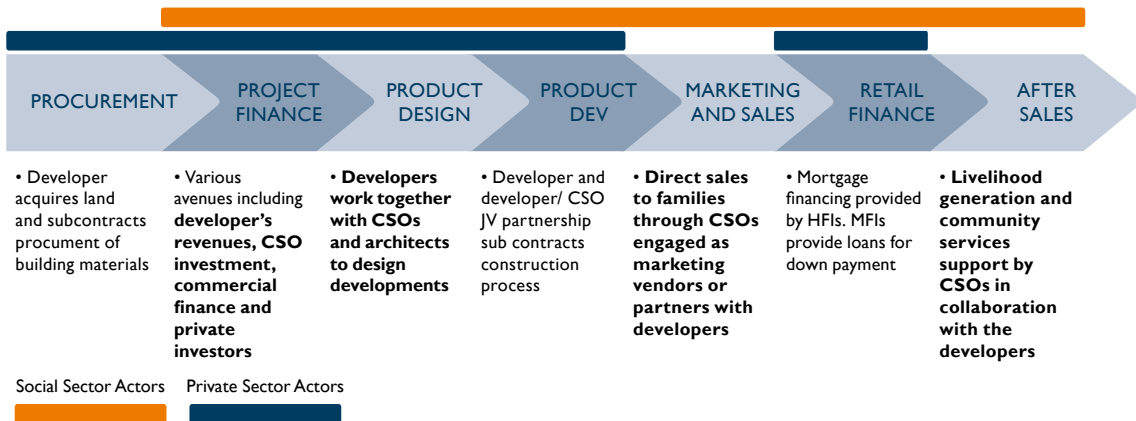 PROCUREMENT
PROJECT
FINANCE
PRODUCT
DESIGN
PRODUCT
DEV
MARKETING
AND SALES
RETAIL
FINANCE
AFTER
SALES
• Developer
acquires land
and subcontracts
procument of
building materials
• Various
avenues including
developer's
revenues, CSO
investment,
commercial
finance and
private
investors
• Developers
work together
with CSOs
and architects
to design
developments
• Developer and
developer/ CSO
JV partnership
sub contracts
construction
process
• Direct sales
to families
through CSOs
engaged as
marketing
vendors or
partners with
developers
• Mortgage
financing provided
by HFIs. MFIs
provide loans for
down payment
• Livelihood
generation and
community
services
support by
CSOs in
collaboration
with the
developers
Social Sector Actors
Private Sector Actors